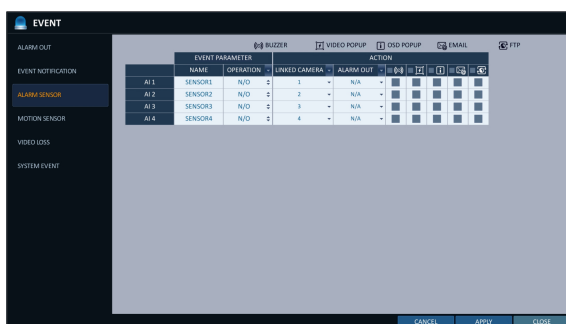 EVENT
ALARM OUT
EVENT NOTIFICATION
ALARM SENSOR
MOTION SENSOR
VIDEO LOSS
SYSTEM EVENT
BUZZER VIDEO POPUP OSD POPUP EMAIL FTP
EVENT PARAMETER ACTION
NAME OPERATION LINKED CAMERA ALARM OUT
AI 1 SENSOR1 N/O 1 N/A
AI 2 SENSOR2 N/O 2 N/A
AI 3 SENSOR3 N/O 3 N/A
AI 4 SENSOR4 N/O 4 N/A
CANCEL APPLY CLOSE